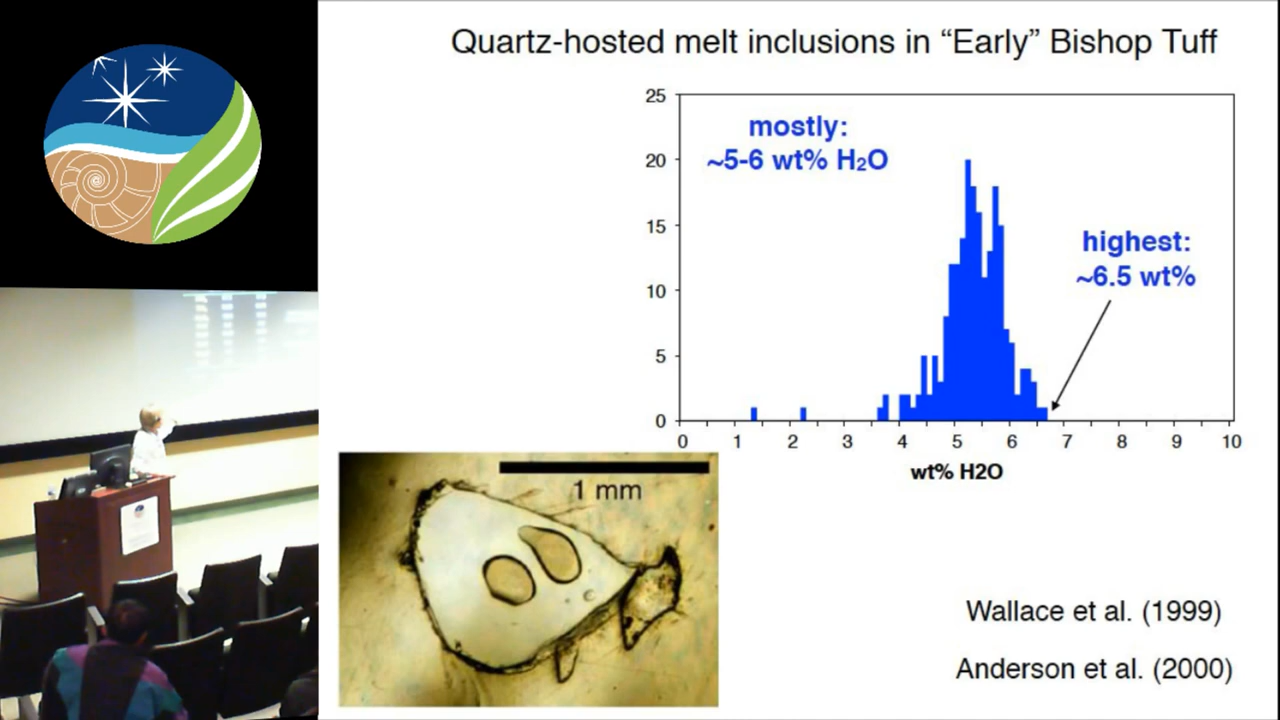 Quartz-hosted melt inclusions in “Early” Bishop Tuff
25
20
15
10
5
0
mostly:
~5-6 wt% H₂O
highest:
~6.5 wt%
0 1 2 3 4 5 6 7 8 9 10
wt% H2O
1 mm
Wallace et al. (1999)
Anderson et al. (2000)